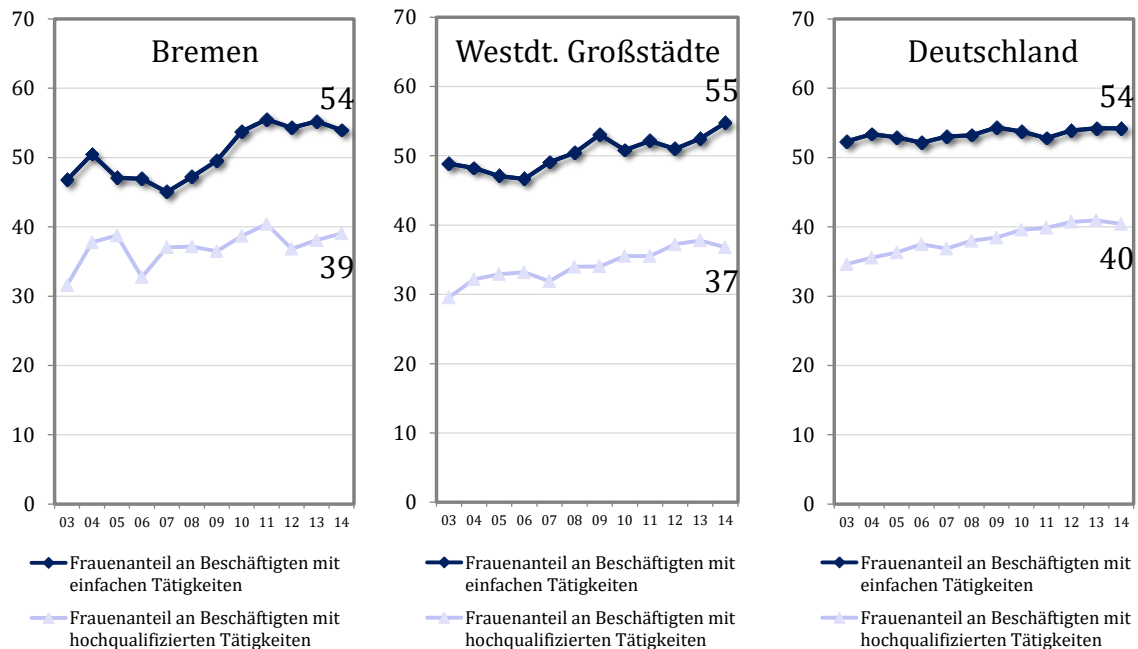 Bremen
70
60
50
40
30
20
10
0
54
39
03 04 05 06 07 08 09 10 11 12 13 14
Frauenanteil an Beschäftigten mit
einfachen Tätigkeiten
Frauenanteil an Beschäftigten mit
hochqualifizierten Tätigkeiten
Westdt. Großstädte
70
60
50
40
30
20
10
0
55
37
03 04 05 06 07 08 09 10 11 12 13 14
Frauenanteil an Beschäftigten mit
einfachen Tätigkeiten
Frauenanteil an Beschäftigten mit
hochqualifizierten Tätigkeiten
Deutschland
70
60
50
40
30
20
10
0
54
40
03 04 05 06 07 08 09 10 11 12 13 14
Frauenanteil an Beschäftigten mit
einfachen Tätigkeiten
Frauenanteil an Beschäftigten mit
hochqualifizierten Tätigkeiten